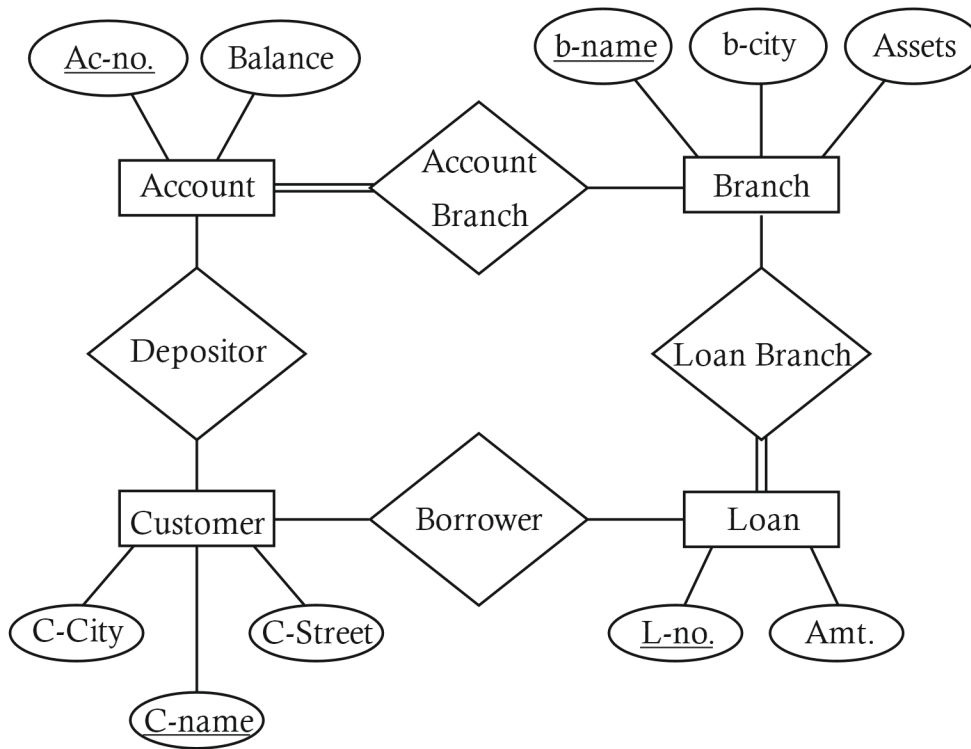 Ac-no.
Balance
b-name
b-city
Assets
Account
Account
Branch
Branch
Depositor
Loan Branch
Customer
Borrower
Loan
C-City
C-Street
L-no.
Amt.
C-name